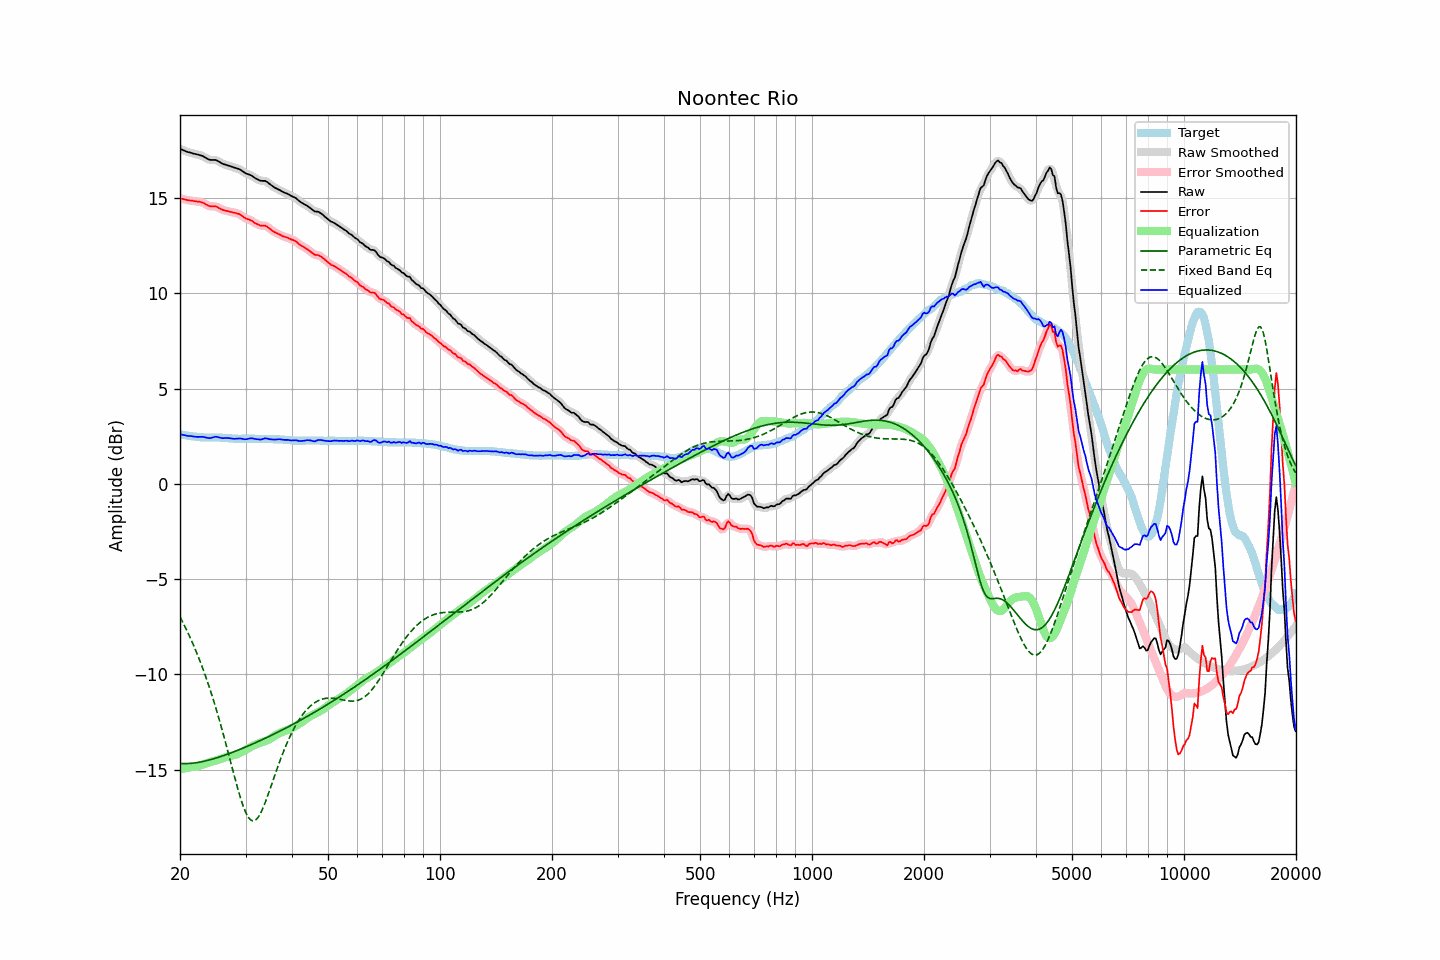 Noontec Rio
Target
Raw Smoothed
Error Smoothed
Raw
Error
Equalization
Parametric Eq
Fixed Band Eq
Equalized
Amplitude (dBr)
15
10
5
0
−5
−10
−15
20 50 100 200 500 1000 2000 5000 10000 20000
Frequency (Hz)